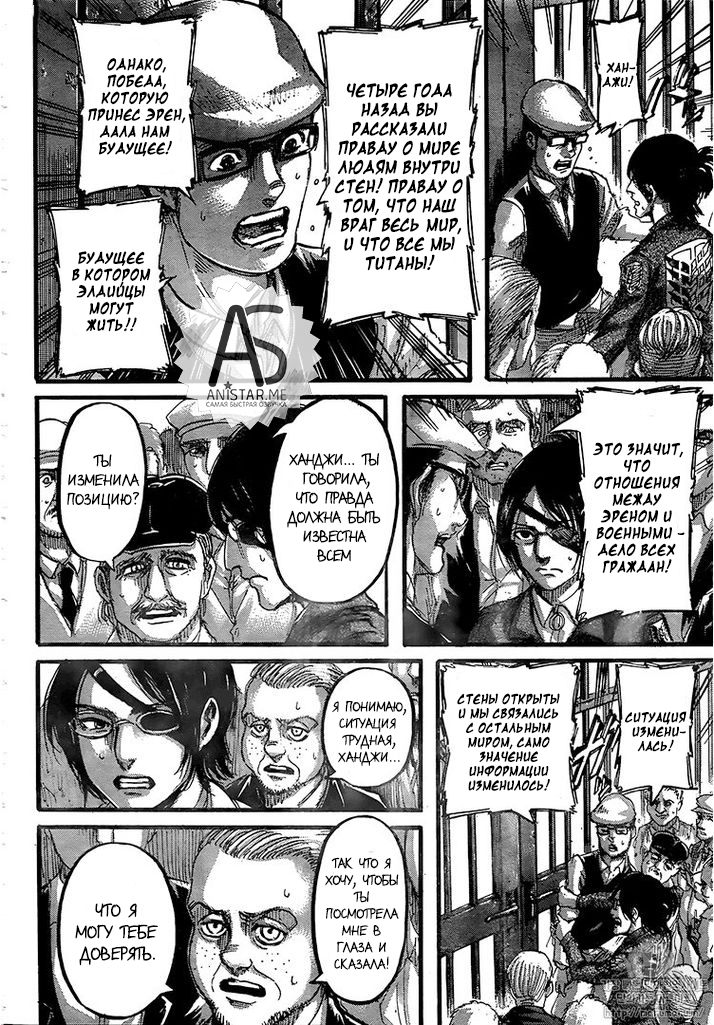 ХАН-
ДЖИ!
ЧЕТЫРЕ ГОДА
НАЗАД ВЫ
РАССКАЗАЛИ
ПРАВДУ О МИРЕ
ЛЮДЯМ ВНУТРИ
СТЕН! ПРАВДУ О
ТОМ, ЧТО НАШ
ВРАГ ВЕСЬ МИР,
И ЧТО ВСЕ МЫ
ТИТАНЫ!
ОДНАКО,
ПОБЕДА,
КОТОРУЮ
ПРИНЕС ЭРЕН,
ДАЛА НАМ
БУДУЩЕЕ!
БУДУЩЕЕ
В КОТОРОМ
ЭЛДИЙЦЫ
МОГУТ
ЖИТЬ!!
AS
ANISTAR.ME
САМАЯ БЫСТРАЯ ОЗВУЧКА
ЭТО ЗНАЧИТ,
ЧТО
ОТНОШЕНИЯ
МЕЖДУ
ЭРЕНОМ И
ВОЕННЫМИ -
ДЕЛО ВСЕХ
ГРАЖДАН!
ХАНДЖИ... ТЫ
ГОВОРИЛА,
ЧТО ПРАВДА
ДОЛЖНА БЫТЬ
ИЗВЕСТНА
ВСЕМ
ТЫ
ИЗМЕНИЛА
ПОЗИЦИЮ?
СИТУАЦИЯ
ИЗМЕНИ-
ЛАСЬ!
СТЕНЫ ОТКРЫТЫ
И МЫ СВЯЗАЛИСЬ
С ОСТАЛЬНЫМ
МИРОМ, САМО
ЗНАЧЕНИЕ
ИНФОРМАЦИИ
ИЗМЕНИЛОСЬ!
Я ПОНИМАЮ,
СИТУАЦИЯ
ТРУДНАЯ,
ХАНДЖИ...
ТАК ЧТО Я
ХОЧУ, ЧТОБЫ
ТЫ
ПОСМОТРЕЛА
МНЕ В
ГЛАЗА И
СКАЗАЛА!
ЧТО Я
МОГУ ТЕБЕ
ДОВЕРЯТЬ.